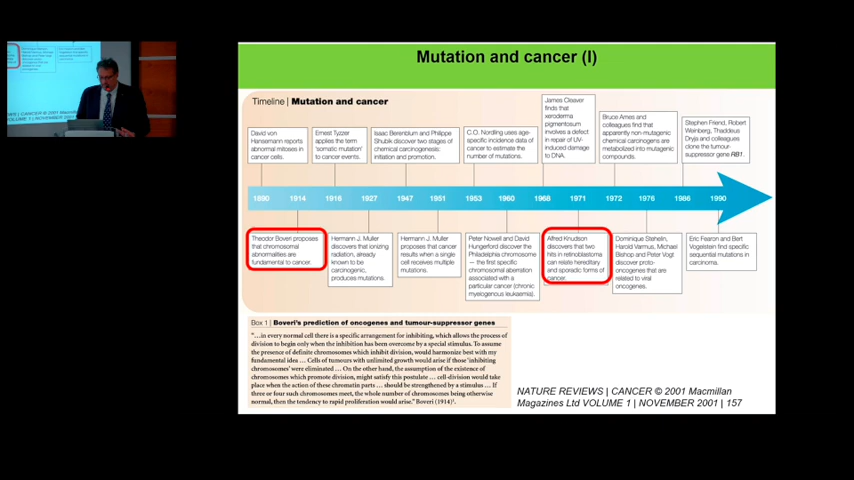 Mutation and cancer (I)
Timeline | Mutation and cancer
David von
Hansemann reports
abnormal mitoses in
cancer cells.
Ernest Tyzzer
applies the term
'somatic mutation'
to cancer events.
Isaac Berenblum and Philippe
Shubik discover two stages of
chemical carcinogenesis:
initiation and promotion.
C.O. Nordling uses age-
specific incidence data of
cancer to estimate the
number of mutations.
James Cleaver
finds that
xeroderma
pigmentosum
involves a defect
in repair of UV-
induced damage
to DNA.
Bruce Ames and
colleagues find that
apparently non-mutagenic
chemical carcinogens are
metabolized into mutagenic
compounds.
Stephen Friend, Robert
Weinberg, Thaddeus
Dryja and colleagues
clone the tumour-
suppressor gene RB1.
1890 1914 1916 1927 1947 1951 1953 1960 1968 1971 1972 1976 1986 1990
Theodor Boveri proposes
that chromosomal
abnormalities are
fundamental to cancer.
Hermann J. Muller
discovers that ionizing
radiation, already
known to be
carcinogenic,
produces mutations.
Hermann J. Muller
proposes that cancer
results when a single
cell receives multiple
mutations.
Peter Nowell and David
Hungerford discover the
Philadelphia chromosome
— the first specific
chromosomal aberration
associated with a
particular cancer (chronic
myelogenous leukaemia).
Alfred Knudson
discovers that two
hits in retinoblastoma
can relate hereditary
and sporadic forms of
cancer.
Dominique Stehelin,
Harold Varmus, Michael
Bishop and Peter Vogt
discover proto-
oncogenes that are
related to viral
oncogenes.
Eric Fearon and Bert
Vogelstein find specific
sequential mutations in
carcinoma.
Box 1 | Boveri's prediction of oncogenes and tumour-suppressor genes
"…in every normal cell there is a specific arrangement for inhibiting, which allows the process of
division to begin only when the inhibition has been overcome by a special stimulus. To assume
the presence of definite chromosomes which inhibit division, would harmonize best with my
fundamental idea … Cells of tumours with unlimited growth would arise if those 'inhibiting
chromosomes' were eliminated … On the other hand, the assumption of the existence of
chromosomes which promote division, might satisfy this postulate … cell-division would take
place when the action of these chromatin parts … should be strengthened by a stimulus … If
three or four such chromosomes meet, the whole number of chromosomes being otherwise
normal, then the tendency to rapid proliferation would arise." Boveri (1914)¹.
NATURE REVIEWS | CANCER © 2001 Macmillan
Magazines Ltd VOLUME 1 | NOVEMBER 2001 | 157